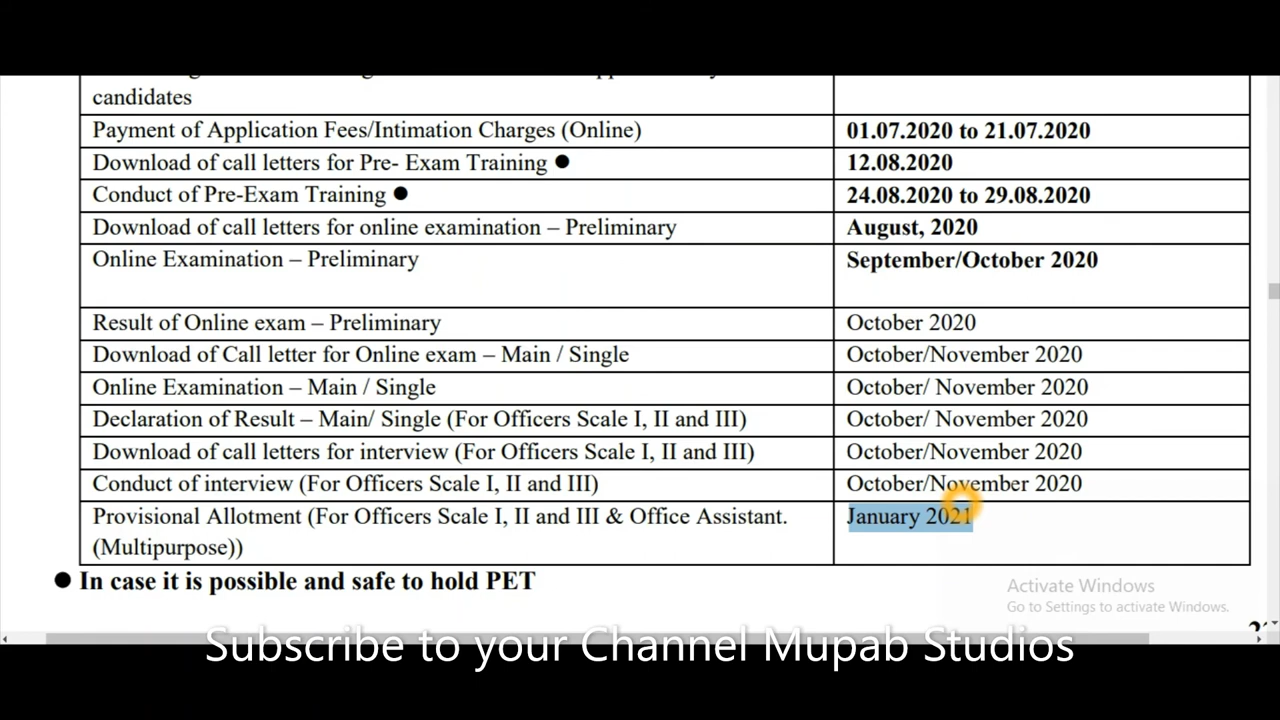 candidates
Payment of Application Fees/Intimation Charges (Online) 01.07.2020 to 21.07.2020
Download of call letters for Pre- Exam Training ● 12.08.2020
Conduct of Pre-Exam Training ● 24.08.2020 to 29.08.2020
Download of call letters for online examination – Preliminary August, 2020
Online Examination – Preliminary September/October 2020
Result of Online exam – Preliminary October 2020
Download of Call letter for Online exam – Main / Single October/November 2020
Online Examination – Main / Single October/ November 2020
Declaration of Result – Main/ Single (For Officers Scale I, II and III) October/ November 2020
Download of call letters for interview (For Officers Scale I, II and III) October/November 2020
Conduct of interview (For Officers Scale I, II and III) October/November 2020
Provisional Allotment (For Officers Scale I, II and III & Office Assistant. January 2021
(Multipurpose))
● In case it is possible and safe to hold PET
Activate Windows
Go to Settings to activate Windows.
Subscribe to your Channel Mupab Studios